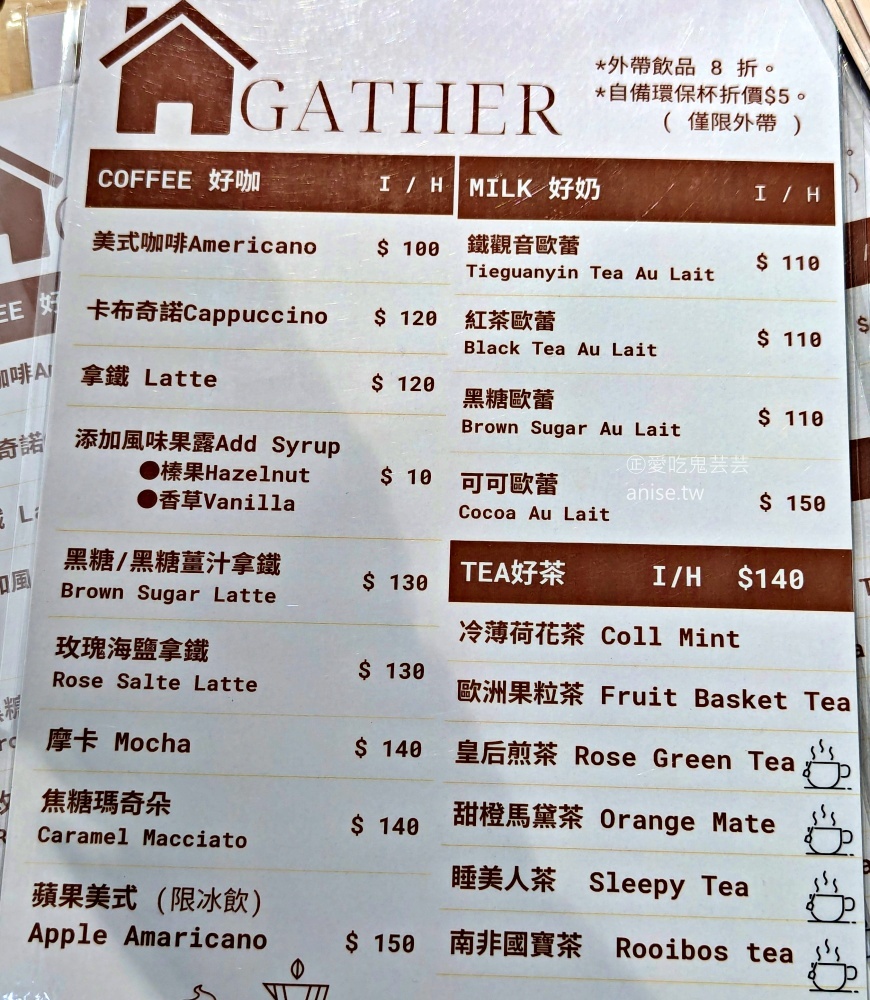 GATHER
*外帶飲品 8 折。
*自備環保杯折價$5。
( 僅限外帶 )
COFFEE 好咖 I / H
美式咖啡Americano $ 100
卡布奇諾Cappuccino $ 120
拿鐵 Latte $ 120
添加風味果露Add Syrup
●榛果Hazelnut $ 10
●香草Vanilla
黑糖/黑糖薑汁拿鐵
Brown Sugar Latte $ 130
玫瑰海鹽拿鐵
Rose Salte Latte $ 130
摩卡 Mocha $ 140
焦糖瑪奇朵
Caramel Macciato $ 140
蘋果美式 (限冰飲)
Apple Amaricano $ 150
MILK 好奶 I / H
鐵觀音歐蕾
Tieguanyin Tea Au Lait $ 110
紅茶歐蕾
Black Tea Au Lait $ 110
黑糖歐蕾
Brown Sugar Au Lait $ 110
可可歐蕾
Cocoa Au Lait $ 150
TEA好茶 I/H $140
冷薄荷花茶 Coll Mint
歐洲果粒茶 Fruit Basket Tea
皇后煎茶 Rose Green Tea
甜橙馬黛茶 Orange Mate
睡美人茶 Sleepy Tea
南非國寶茶 Rooibos tea
㊣愛吃鬼芸芸
anise.tw